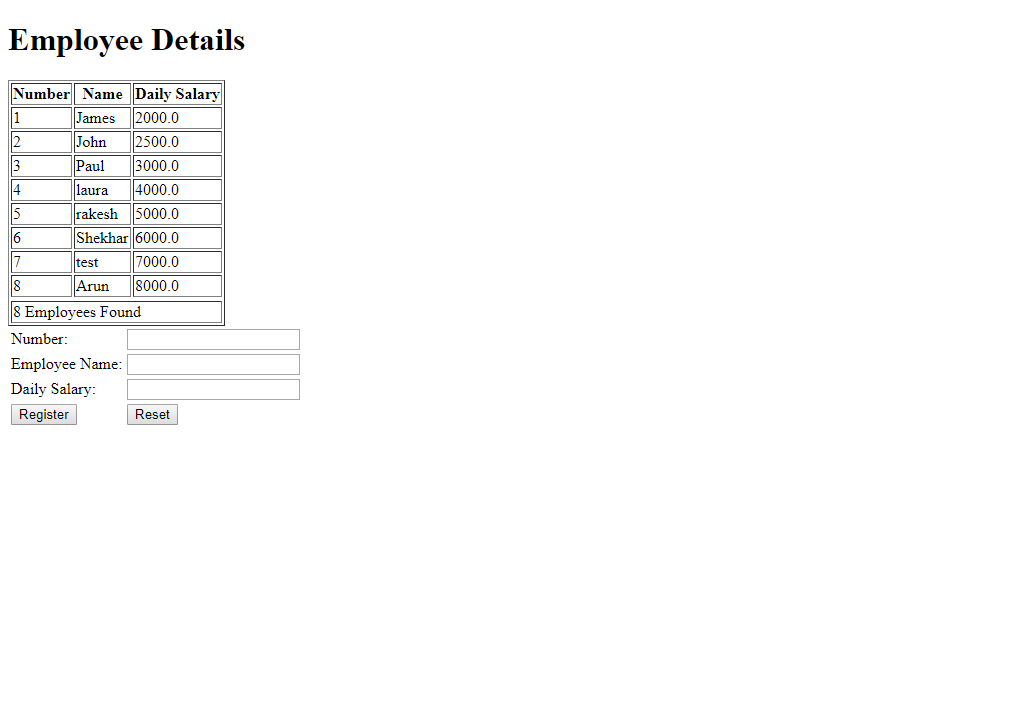 Employee Details
Number Name Daily Salary
1 James 2000.0
2 John 2500.0
3 Paul 3000.0
4 laura 4000.0
5 rakesh 5000.0
6 Shekhar 6000.0
7 test 7000.0
8 Arun 8000.0
8 Employees Found
Number:
Employee Name:
Daily Salary:
Register Reset